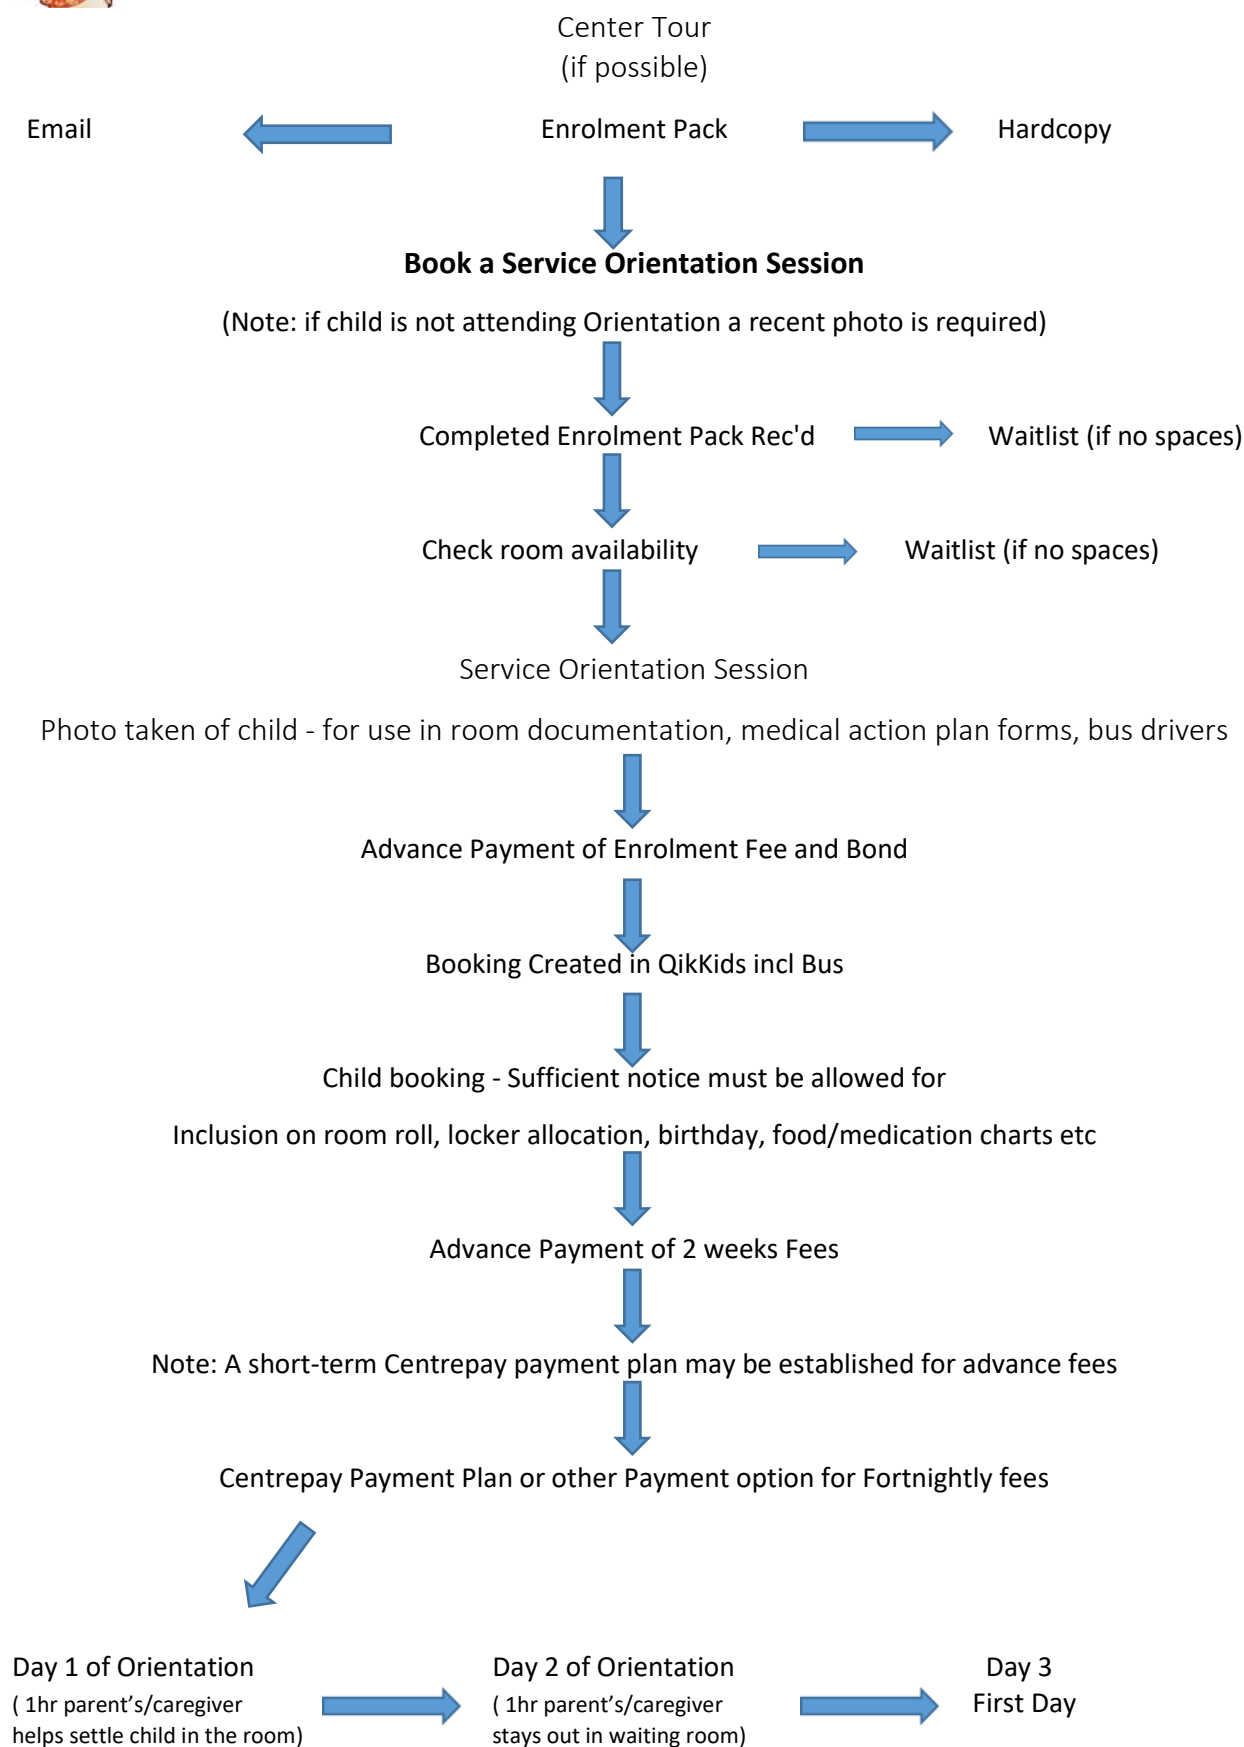 Center Tour
(if possible)
Email
Enrolment Pack
Hardcopy
Book a Service Orientation Session
(Note: if child is not attending Orientation a recent photo is required)
Completed Enrolment Pack Rec'd
Waitlist (if no spaces)
Check room availability
Waitlist (if no spaces)
Service Orientation Session
Photo taken of child - for use in room documentation, medical action plan forms, bus drivers
Advance Payment of Enrolment Fee and Bond
Booking Created in QikKids incl Bus
Child booking - Sufficient notice must be allowed for
Inclusion on room roll, locker allocation, birthday, food/medication charts etc
Advance Payment of 2 weeks Fees
Note: A short-term Centrepay payment plan may be established for advance fees
Centrepay Payment Plan or other Payment option for Fortnightly fees
Day 1 of Orientation
( 1hr parent’s/caregiver
helps settle child in the room)
Day 2 of Orientation
( 1hr parent’s/caregiver
stays out in waiting room)
Day 3
First Day